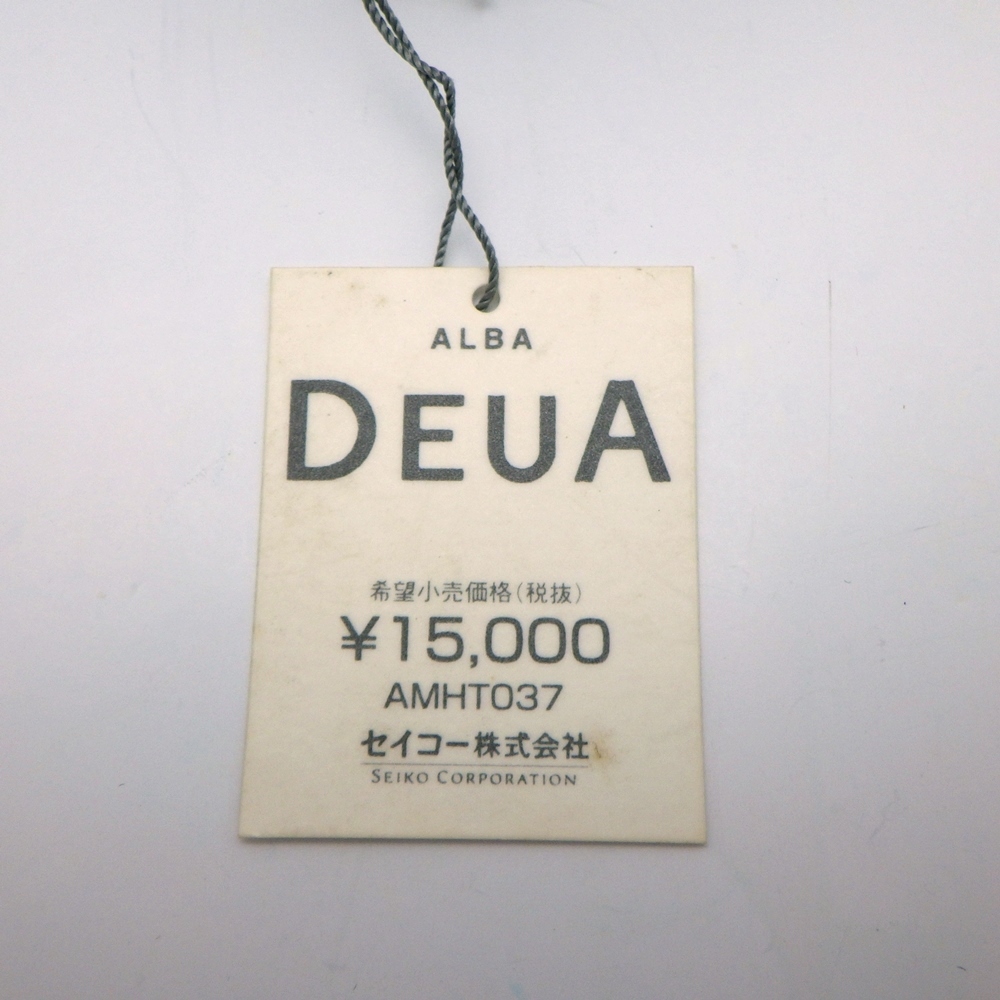 ALBA
DEUA
希望小売価格(税抜)
¥15,000
AMHT037
セイコー株式会社
SEIKO CORPORATION